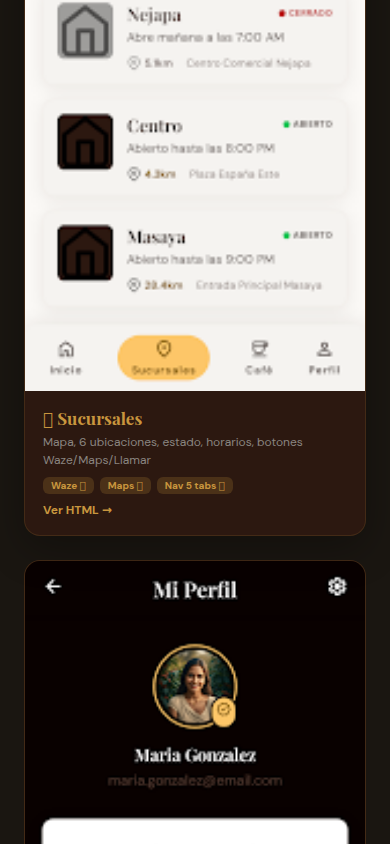 Nejapa
CERRADO
Abre mañana a las 7:00 AM
5.1km Centro Comercial Nejapa
Centro
ABIERTO
Abierto hasta las 8:00 PM
4.3km Plaza España Este
Masaya
ABIERTO
Abierto hasta las 9:00 PM
28.4km Entrada Principal Masaya
Inicio Sucursales Café Perfil
Sucursales
Mapa, 6 ubicaciones, estado, horarios, botones
Waze/Maps/Llamar
Waze Maps Nav 5 tabs
Ver HTML →
Mi Perfil
Maria Gonzalez
maria.gonzalez@email.com